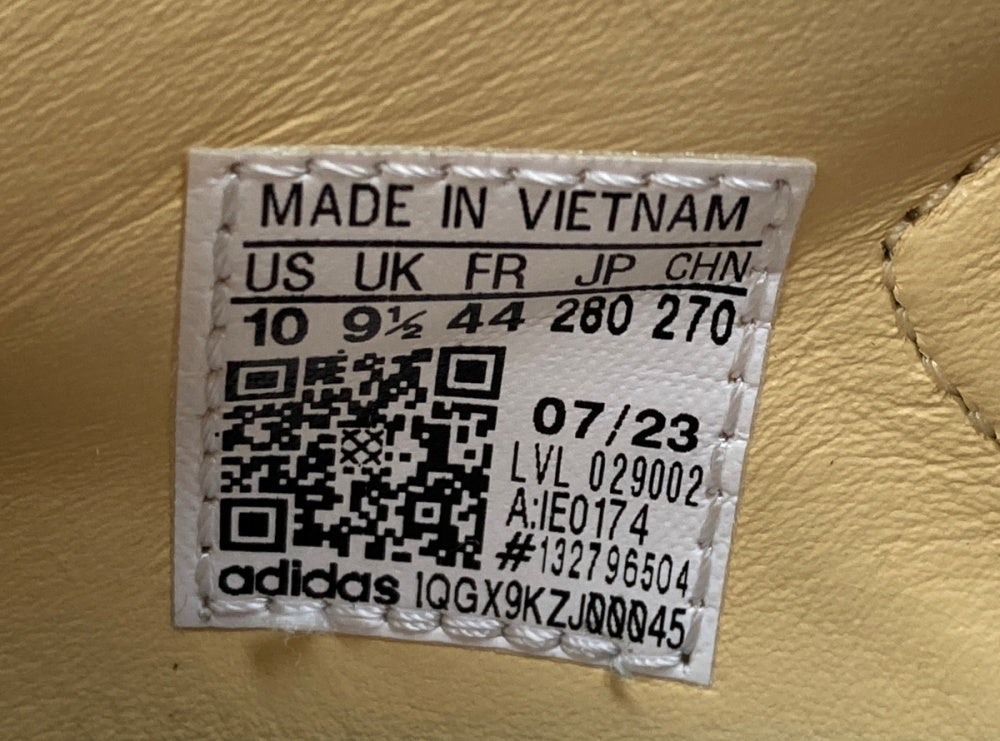 MADE IN VIETNAM
US UK FR JP CHN
10 9½ 44 280 270
07/23
LVL 029002
A:IE0174
#132796504
adidas 1QGX9KZJ00045